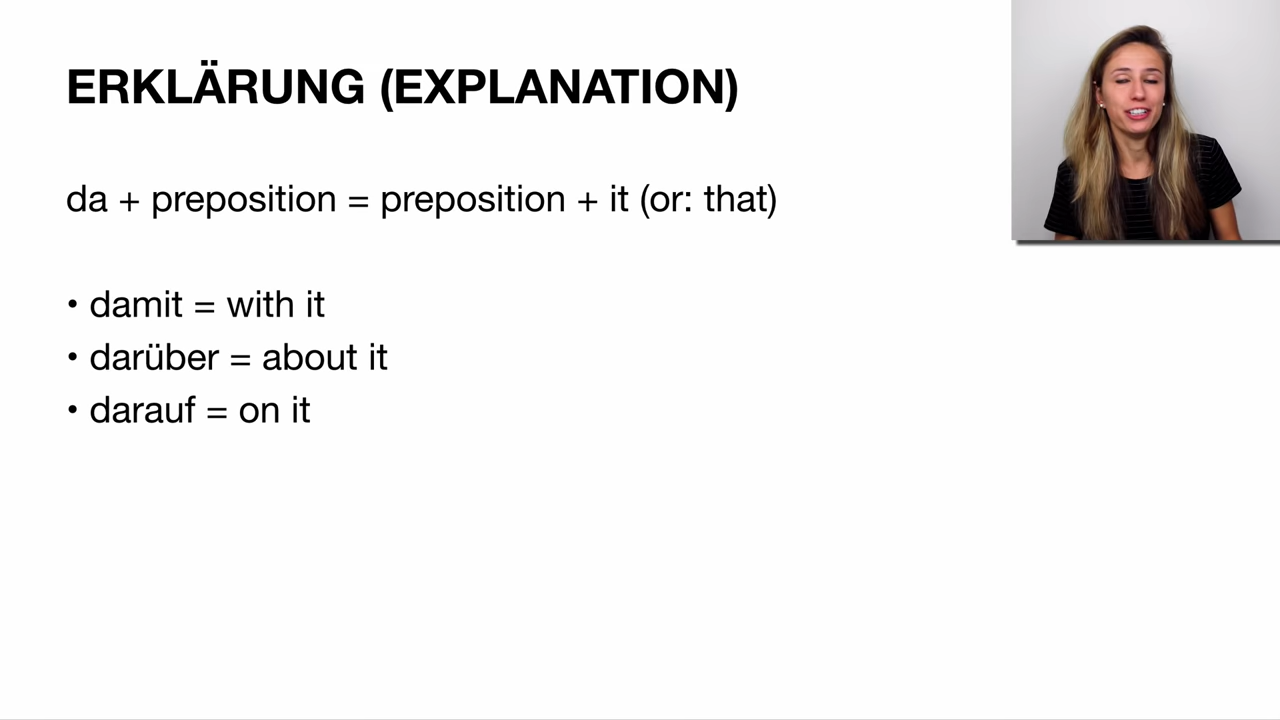 ERKLÄRUNG (EXPLANATION)
da + preposition = preposition + it (or: that)
• damit = with it
• darüber = about it
• darauf = on it